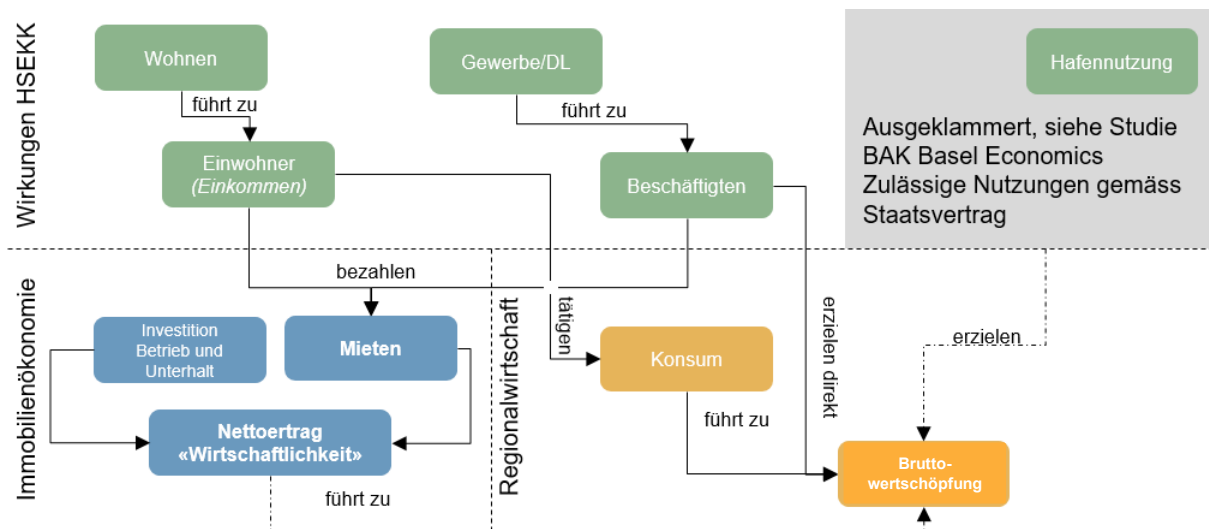 Wirkungen HSEKK
Wohnen
Gewerbe/DL
Hafennutzung
führt zu
führt zu
Ausgeklammert, siehe Studie
BAK Basel Economics
Zulässige Nutzungen gemäss
Staatsvertrag
Einwohner
(Einkommen)
Beschäftigten
Immobilienökonomie
bezahlen
Regionalwirtschaft
tätigen
erzielen direkt
erzielen
Investition
Betrieb und
Unterhalt
Mieten
Konsum
führt zu
Nettoertrag
«Wirtschaftlichkeit»
Brutto-
wertschöpfung
führt zu